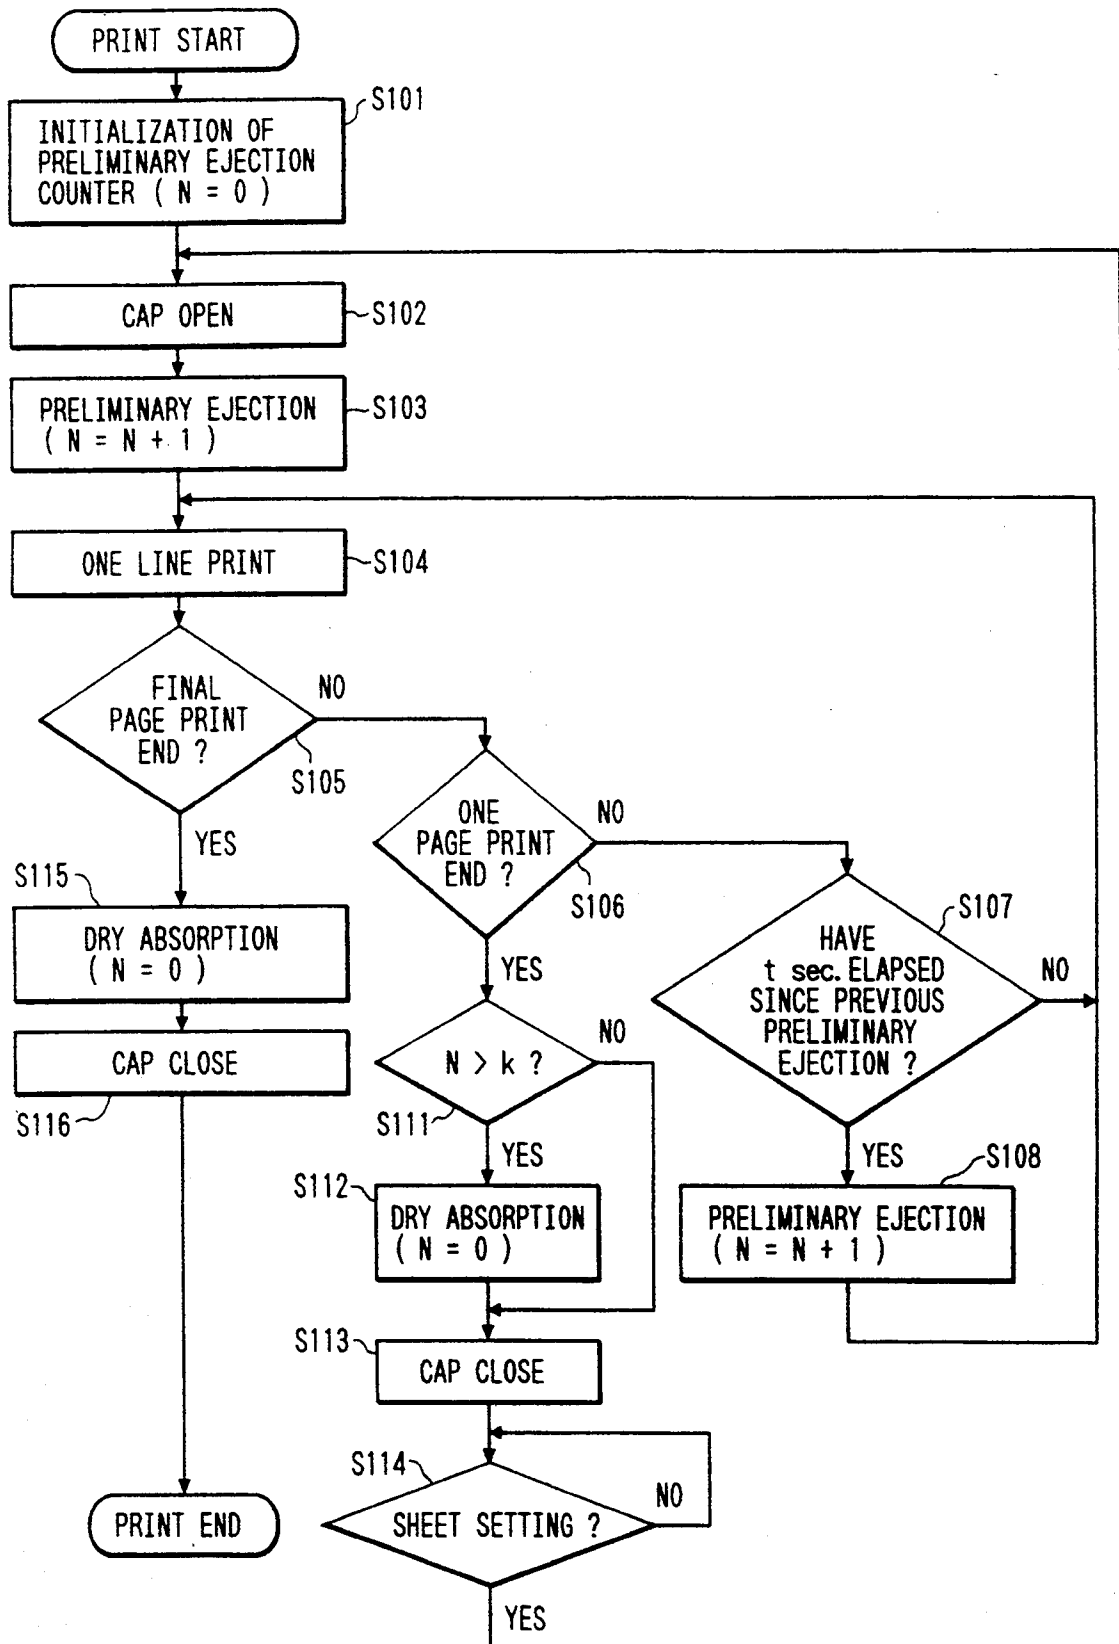 PRINT START
S101
INITIALIZATION OF
PRELIMINARY EJECTION
COUNTER ( N = 0 )
CAP OPEN
S102
PRELIMINARY EJECTION
( N = N + 1 )
S103
ONE LINE PRINT
S104
FINAL
PAGE PRINT
END ?
NO
S105
YES
ONE
PAGE PRINT
END ?
NO
S106
YES
S107
HAVE
t sec. ELAPSED
SINCE PREVIOUS
PRELIMINARY
EJECTION ?
NO
YES
S115
DRY ABSORPTION
( N = 0 )
CAP CLOSE
S116
N > k ?
NO
S111
YES
S112
DRY ABSORPTION
( N = 0 )
S108
PRELIMINARY EJECTION
( N = N + 1 )
S113
CAP CLOSE
S114
SHEET SETTING ?
NO
YES
PRINT END